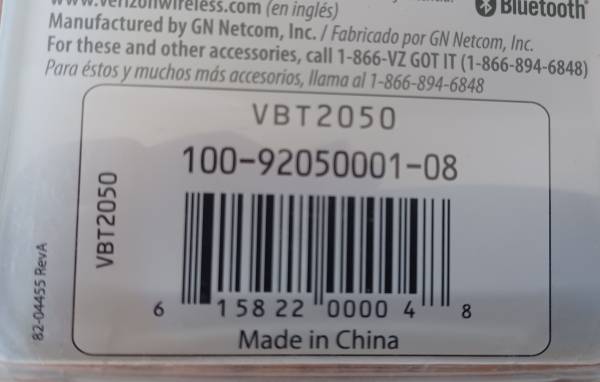 www.verizonwireless.com (en inglés)
Bluetooth®
Manufactured by GN Netcom, Inc. / Fabricado por GN Netcom, Inc.
For these and other accessories, call 1-866-VZ GOT IT (1-866-894-6848)
Para éstos y muchos más accesorios, llama al 1-866-894-6848
VBT2050
100-92050001-08
VBT2050
82-04455 RevA
6 15822 00004 8
Made in China